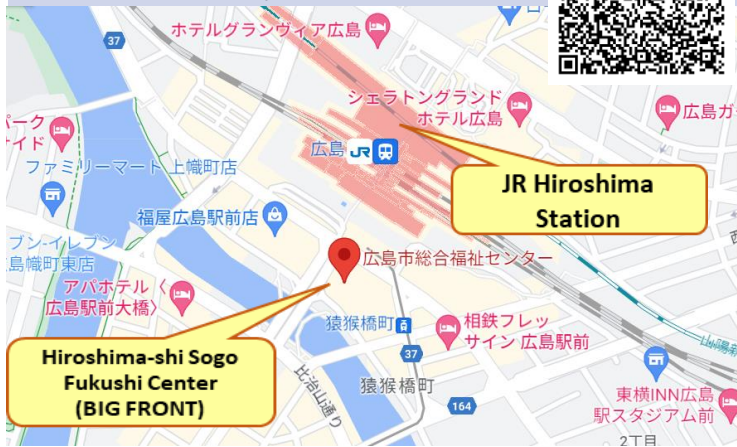 ホテルグランヴィア広島
37
シェラトングランド
ホテル広島
広島ガ
パーク
サイド
広島 JR
ファミリーマート 上幟町店
JR Hiroshima
Station
福屋広島駅前店
ブン-イレブン
島幟町東店
広島市総合福祉センター
アパホテル〈
広島駅前大橋〉
猿猴橋町
相鉄フレッ
サイン 広島駅前
37
Hiroshima-shi Sogo
Fukushi Center
(BIG FRONT)
比治山通り
猿猴橋町
山陽新
164
東横INN広島
駅スタジアム前
2丁目